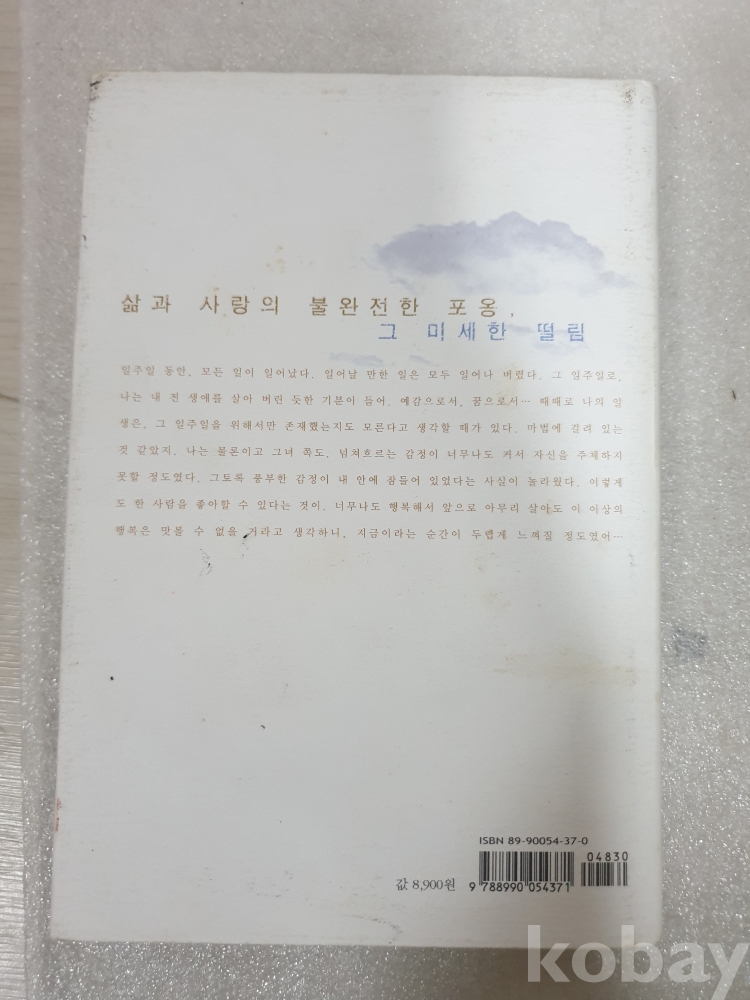 삶과 사랑의 불완전한 포옹,
그 미세한 떨림
일주일 동안, 모든 일이 일어났다. 일어날 만한 일은 모두 일어나 버렸다. 그 일주일로,
나는 내 전 생애를 살아 버린 듯한 기분이 들어. 예감으로서, 꿈으로서… 때때로 나의 일
생은, 그 일주일을 위해서만 존재했는지도 모른다고 생각할 때가 있다. 마법에 걸려 있는
것 같았지. 나는 물론이고 그녀 쪽도. 넘쳐흐르는 감정이 너무나도 커서 자신을 주체하지
못할 정도였다. 그토록 풍부한 감정이 내 안에 잠들어 있었다는 사실이 놀라웠다. 이렇게
도 한 사람을 좋아할 수 있다는 것이. 너무나도 행복해서 앞으로 아무리 살아도 이 이상의
행복은 맛볼 수 없을 거라고 생각하니, 지금이라는 순간이 두렵게 느껴질 정도였어…
ISBN 89-90054-37-0
04830
값 8,900원
9 788990 054371
kobay